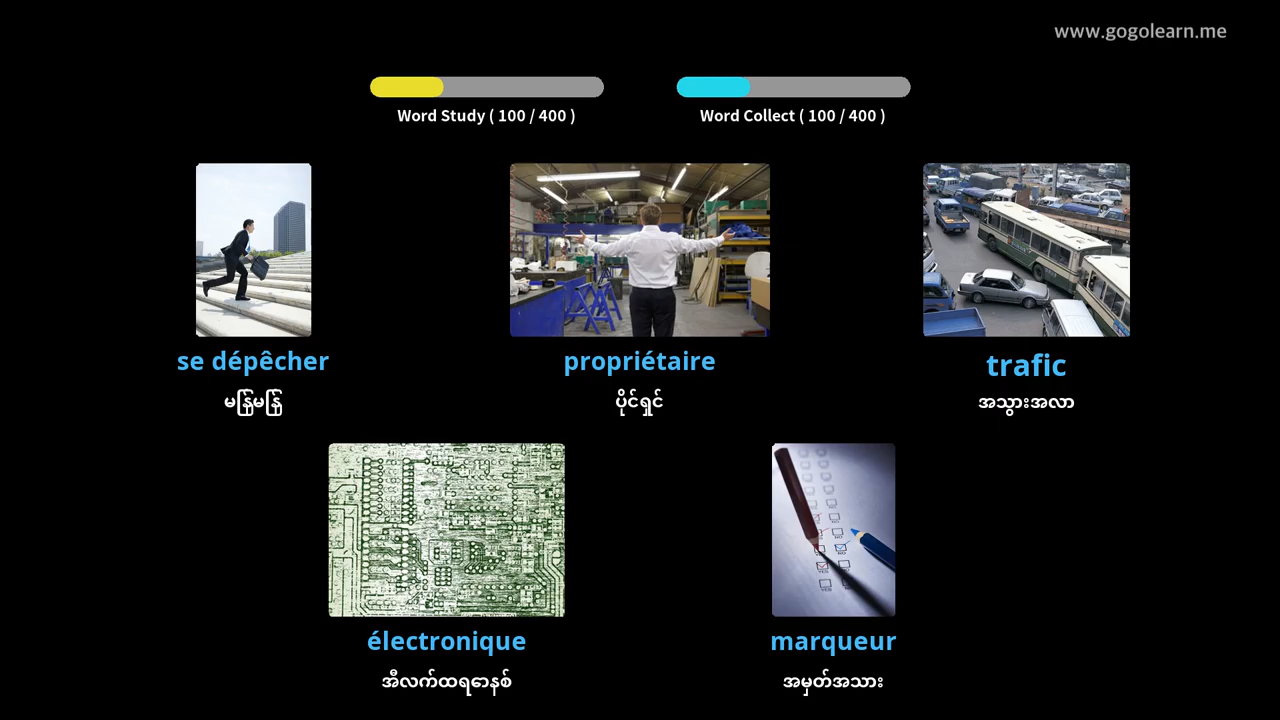 www.gogolearn.me
Word Study ( 100 / 400 )
Word Collect ( 100 / 400 )
se dépêcher
မြန်မြန်
propriétaire
ပိုင်ရှင်
trafic
အသွားအလာ
électronique
အီလက်ထရောနစ်
marqueur
အမှတ်အသား